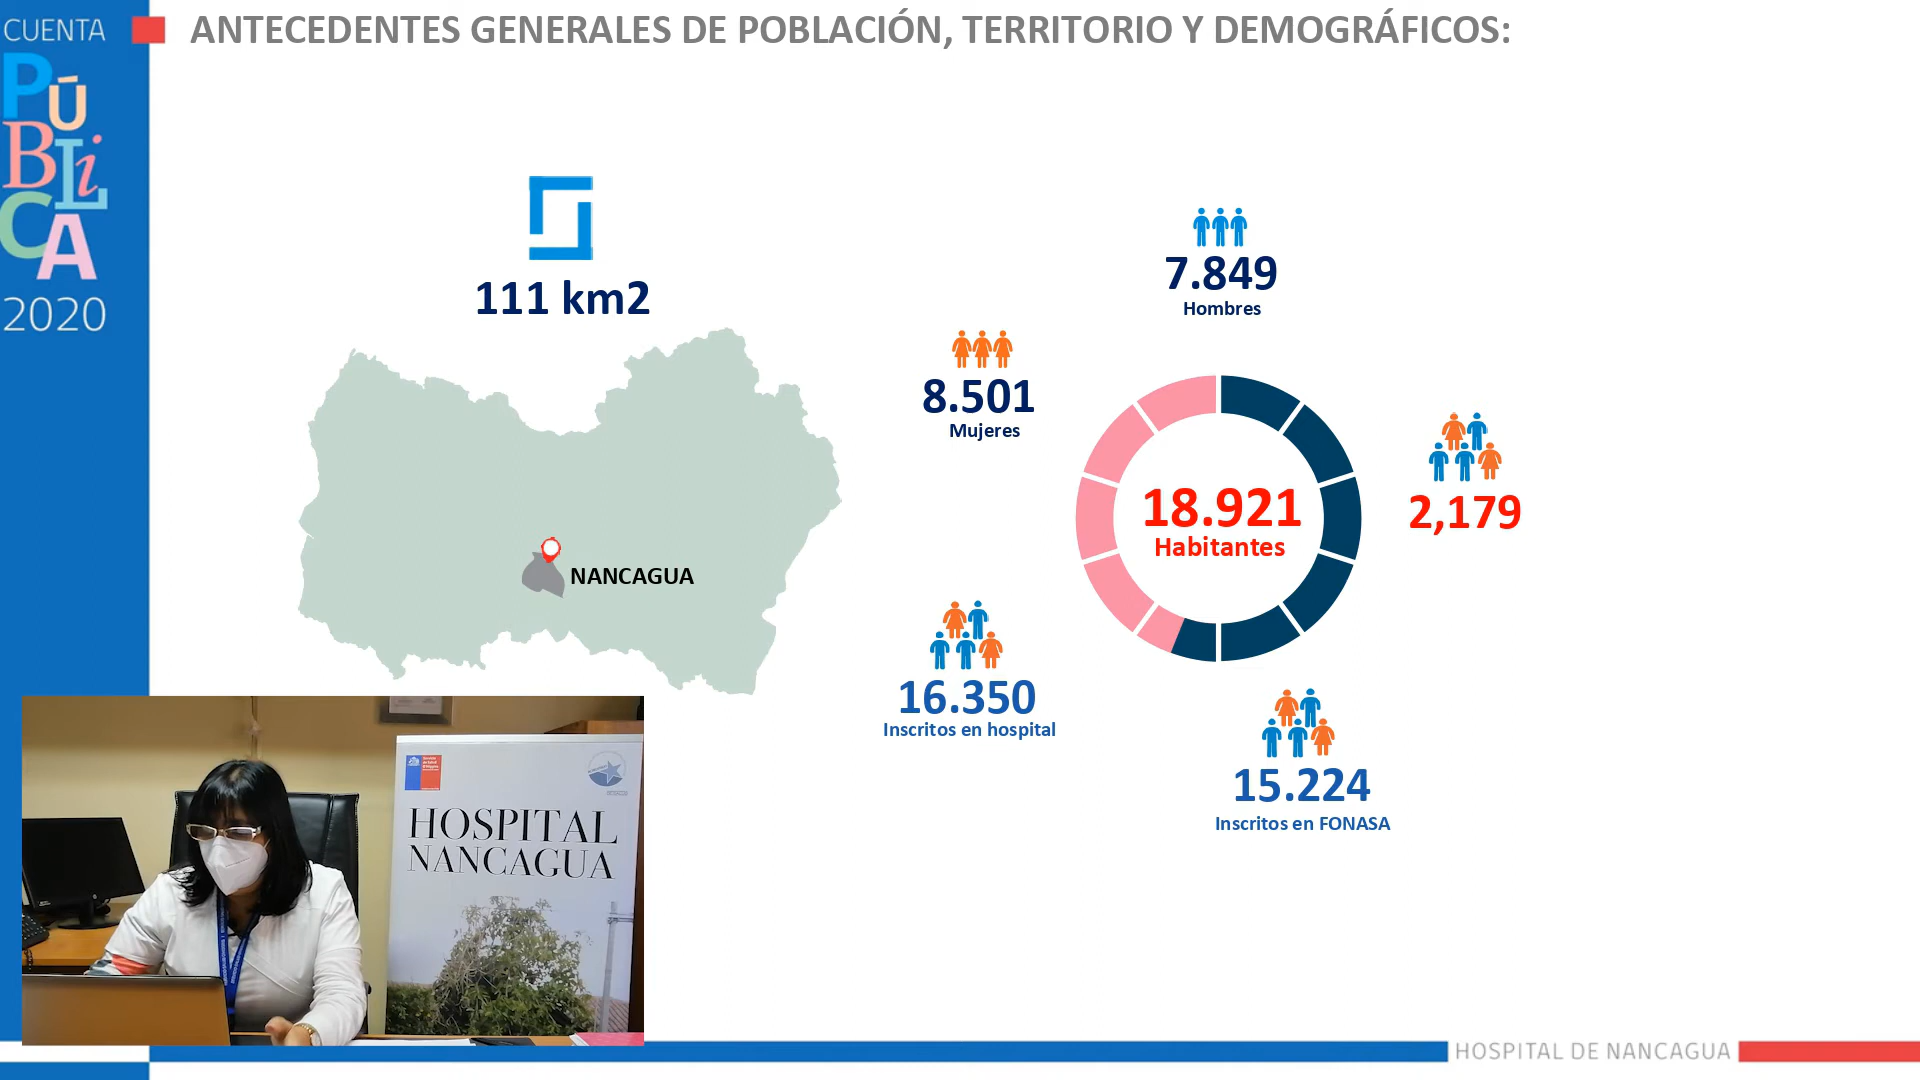 CUENTA
PÚBLiCA
2020
ANTECEDENTES GENERALES DE POBLACIÓN, TERRITORIO Y DEMOGRÁFICOS:
111 km2
NANCAGUA
7.849
Hombres
8.501
Mujeres
18.921
Habitantes
2,179
16.350
Inscritos en hospital
15.224
Inscritos en FONASA
HOSPITAL
NANCAGUA
HOSPITAL DE NANCAGUA